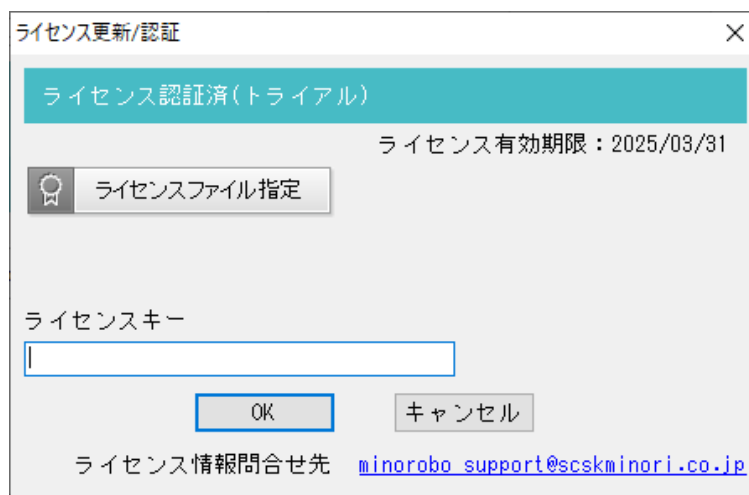 ライセンス更新/認証
ライセンス認証済(トライアル)
ライセンス有効期限：2025/03/31
ライセンスファイル指定
ライセンスキー
OK キャンセル
ライセンス情報問合せ先 minorobo_support@scskminori.co.jp